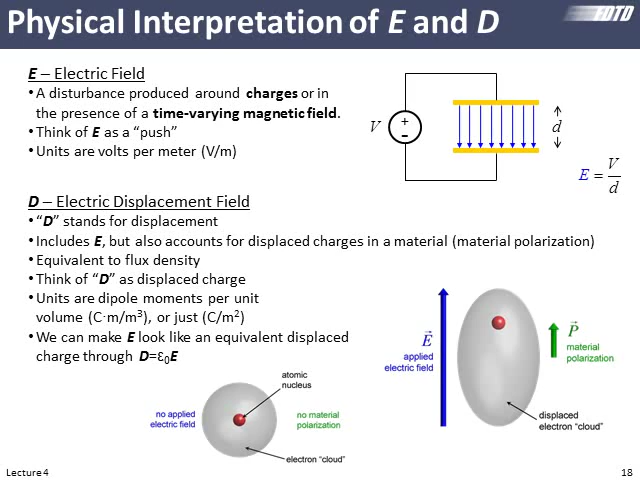 Physical Interpretation of E and D
FDTD
E – Electric Field
•A disturbance produced around charges or in
the presence of a time-varying magnetic field.
•Think of E as a “push”
•Units are volts per meter (V/m)
V
+
-
d
E = V/d
D – Electric Displacement Field
•“D” stands for displacement
•Includes E, but also accounts for displaced charges in a material (material polarization)
•Equivalent to flux density
•Think of “D” as displaced charge
•Units are dipole moments per unit
volume (C·m/m³), or just (C/m²)
•We can make E look like an equivalent displaced
charge through D=ε₀E
atomic
nucleus
no applied
electric field
no material
polarization
electron “cloud”
E⃗
applied
electric field
P⃗
material
polarization
displaced
electron “cloud”
Lecture 4
18